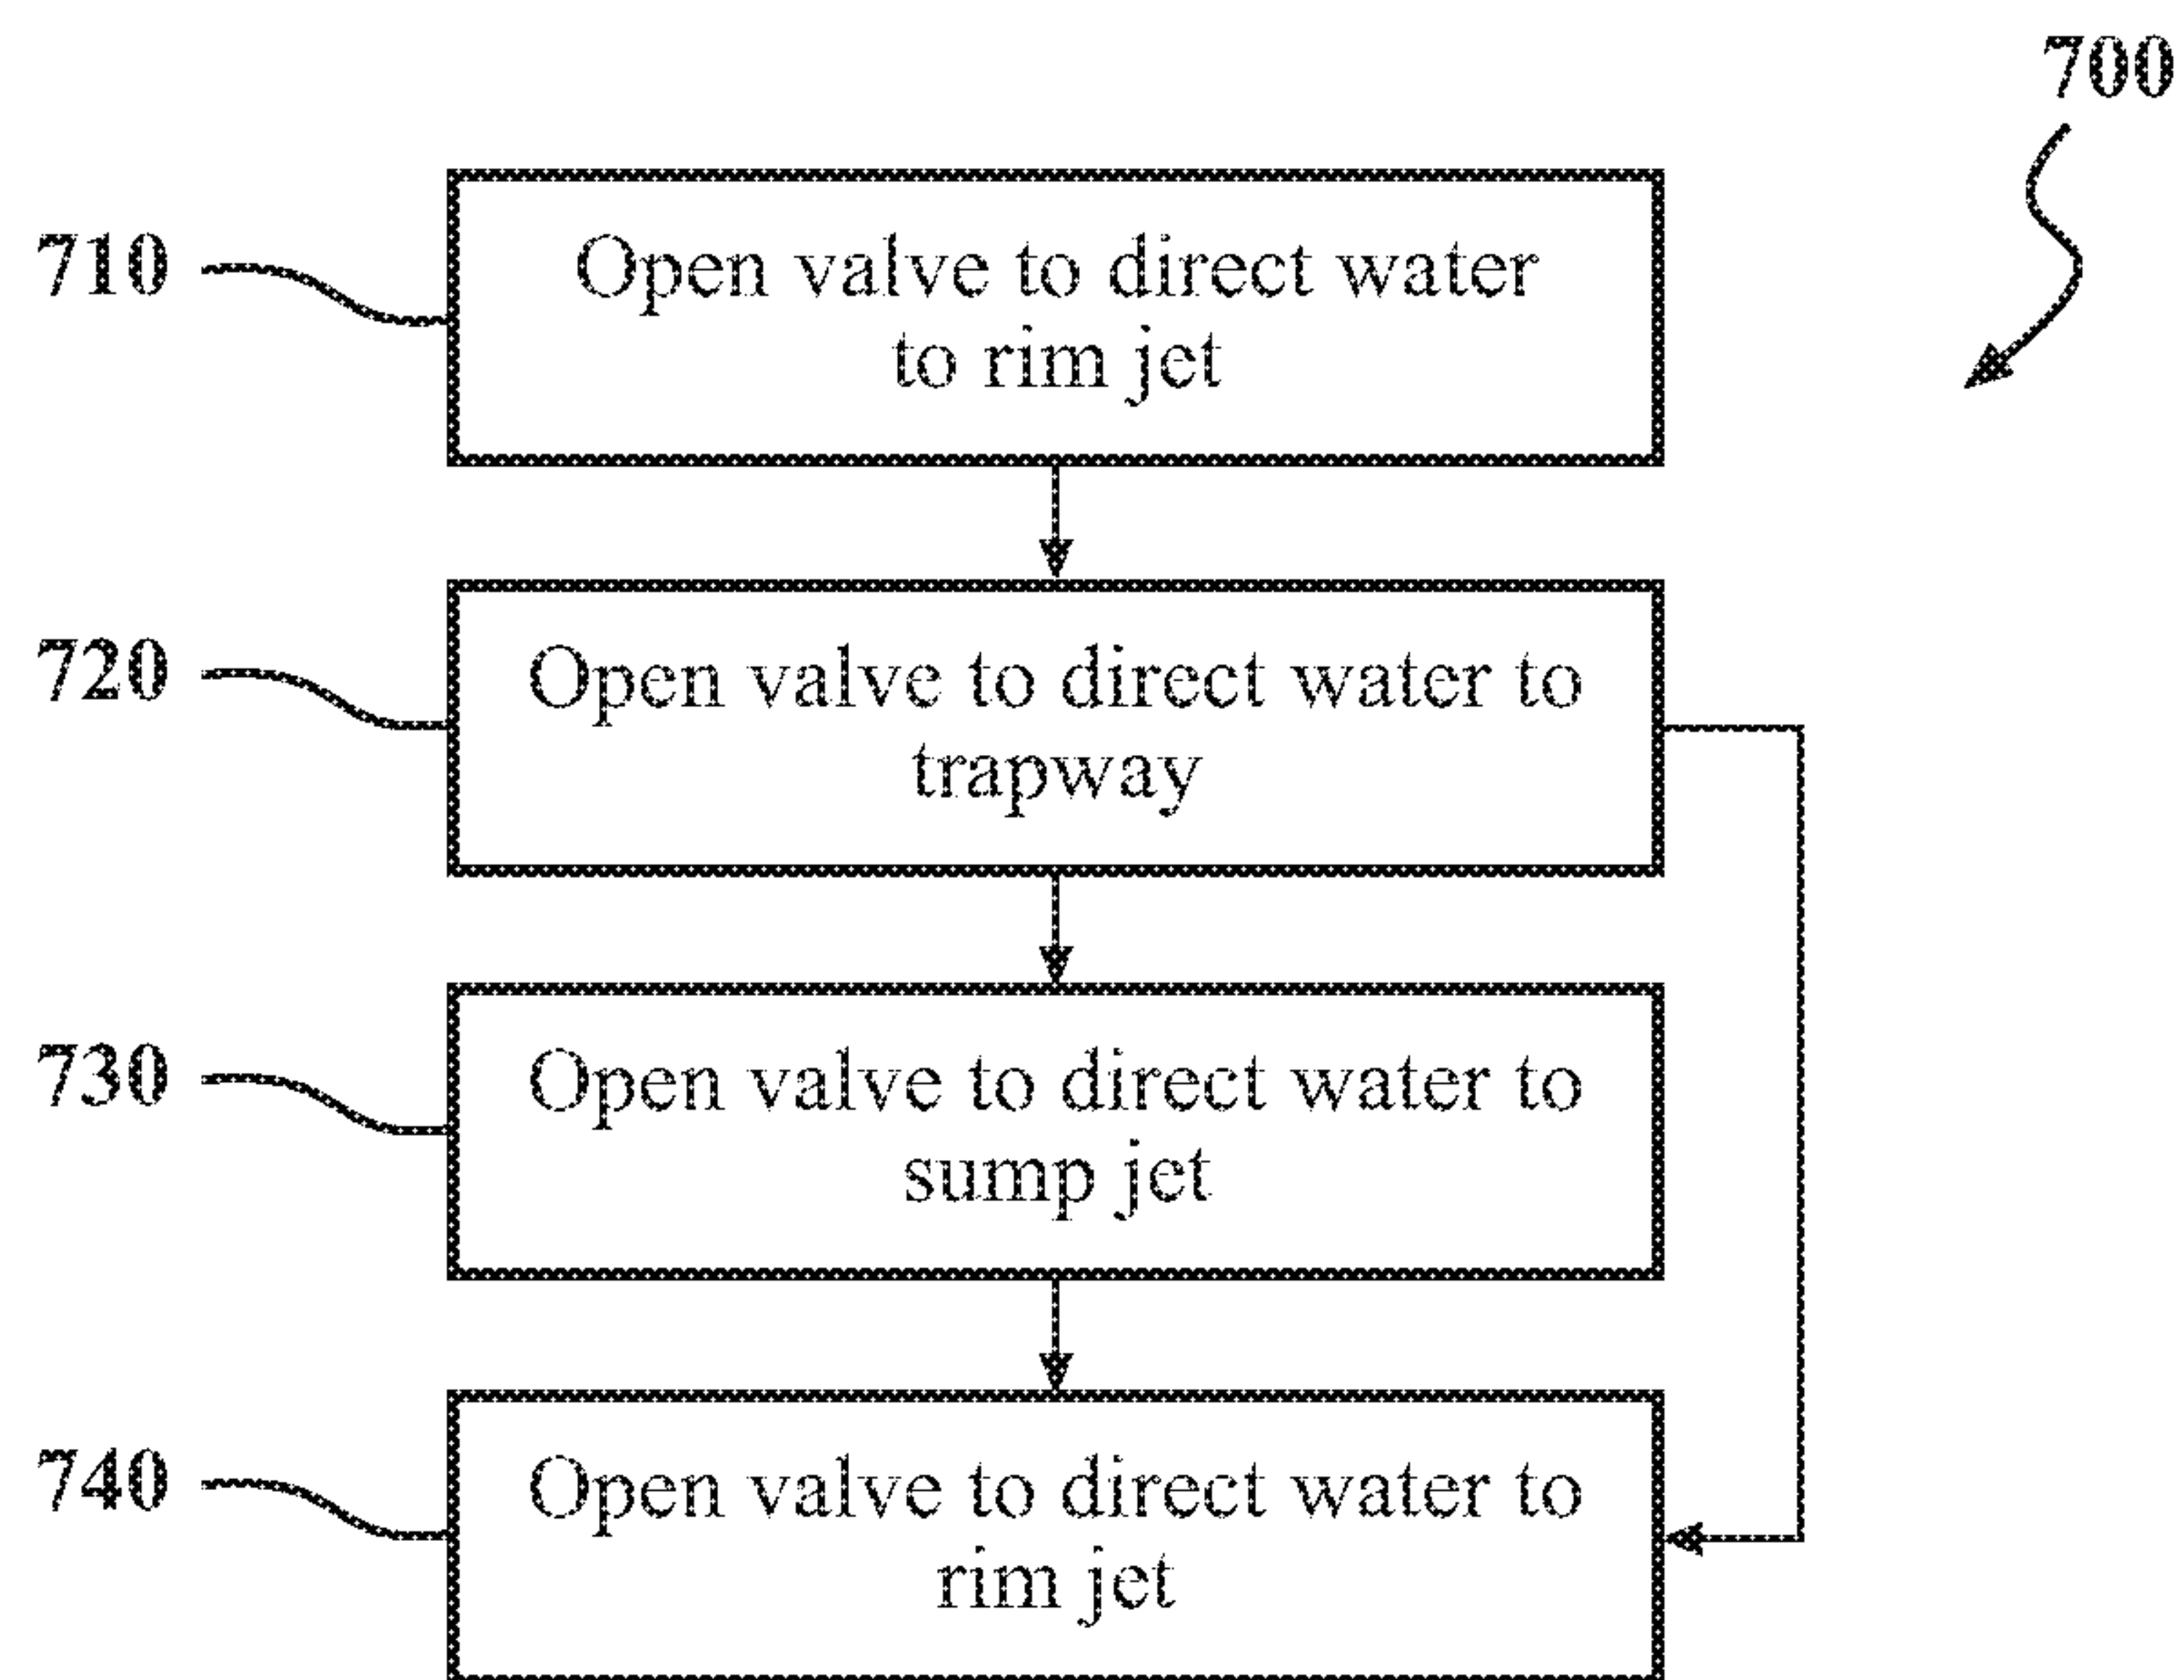 700
710
Open valve to direct water
to rim jet
720
Open valve to direct water to
trapway
730
Open valve to direct water to
sump jet
740
Open valve to direct water to
rim jet